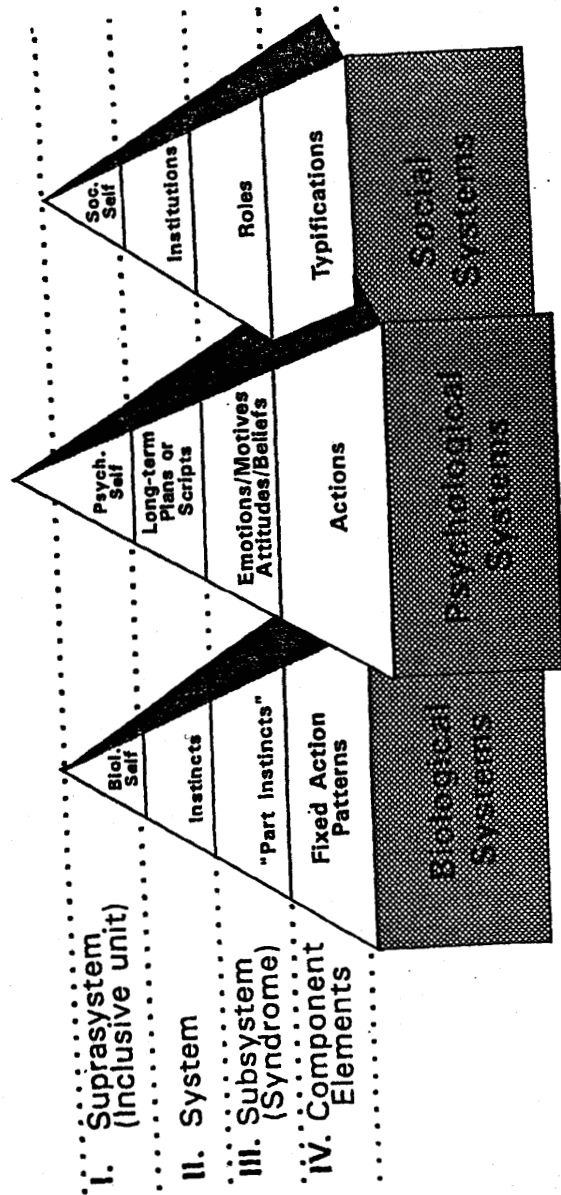 I. Suprasystem
(Inclusive unit)
II. System
III. Subsystem
(Syndrome)
IV. Component
Elements
Biol.
Self
Instincts
"Part Instincts"
Fixed Action
Patterns
Biological
Systems
Psych.
Self
Long-term
Plans or
Scripts
Emotions/Motives
Attitudes/Beliefs
Actions
Psychological
Systems
Soc.
Self
Institutions
Roles
Typifications
Social
Systems